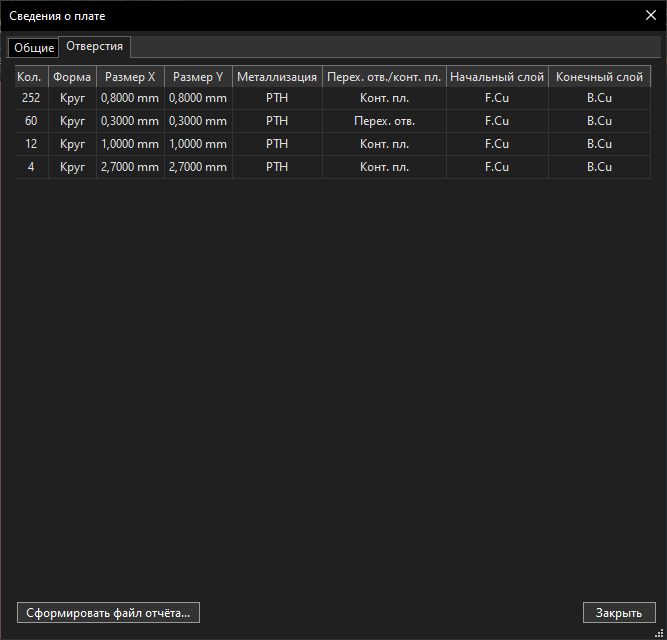 Сведения о плате
Общие Отверстия
Кол. Форма Размер X Размер Y Металлизация Перех. отв./конт. пл. Начальный слой Конечный слой
252 Круг 0,8000 mm 0,8000 mm PTH Конт. пл. F.Cu B.Cu
60 Круг 0,3000 mm 0,3000 mm PTH Перех. отв. F.Cu B.Cu
12 Круг 1,0000 mm 1,0000 mm PTH Конт. пл. F.Cu B.Cu
4 Круг 2,7000 mm 2,7000 mm PTH Конт. пл. F.Cu B.Cu
Сформировать файл отчёта... Закрыть